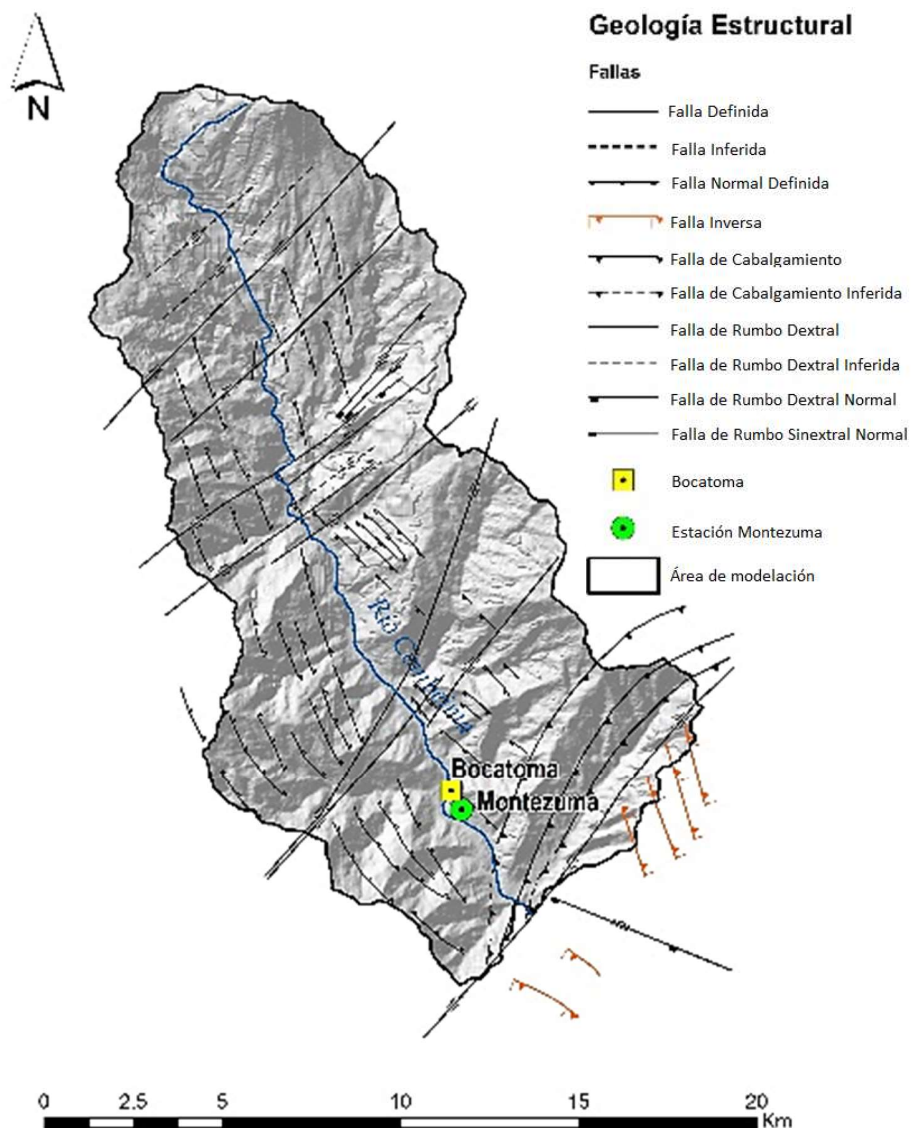 Geología Estructural
Fallas
Falla Definida
Falla Inferida
Falla Normal Definida
Falla Inversa
Falla de Cabalgamiento
Falla de Cabalgamiento Inferida
Falla de Rumbo Dextral
Falla de Rumbo Dextral Inferida
Falla de Rumbo Dextral Normal
Falla de Rumbo Sinextral Normal
Bocatoma
Estación Montezuma
Área de modelación
N
Río
Bocatoma
Montezuma
0 2.5 5 10 15 20
Km